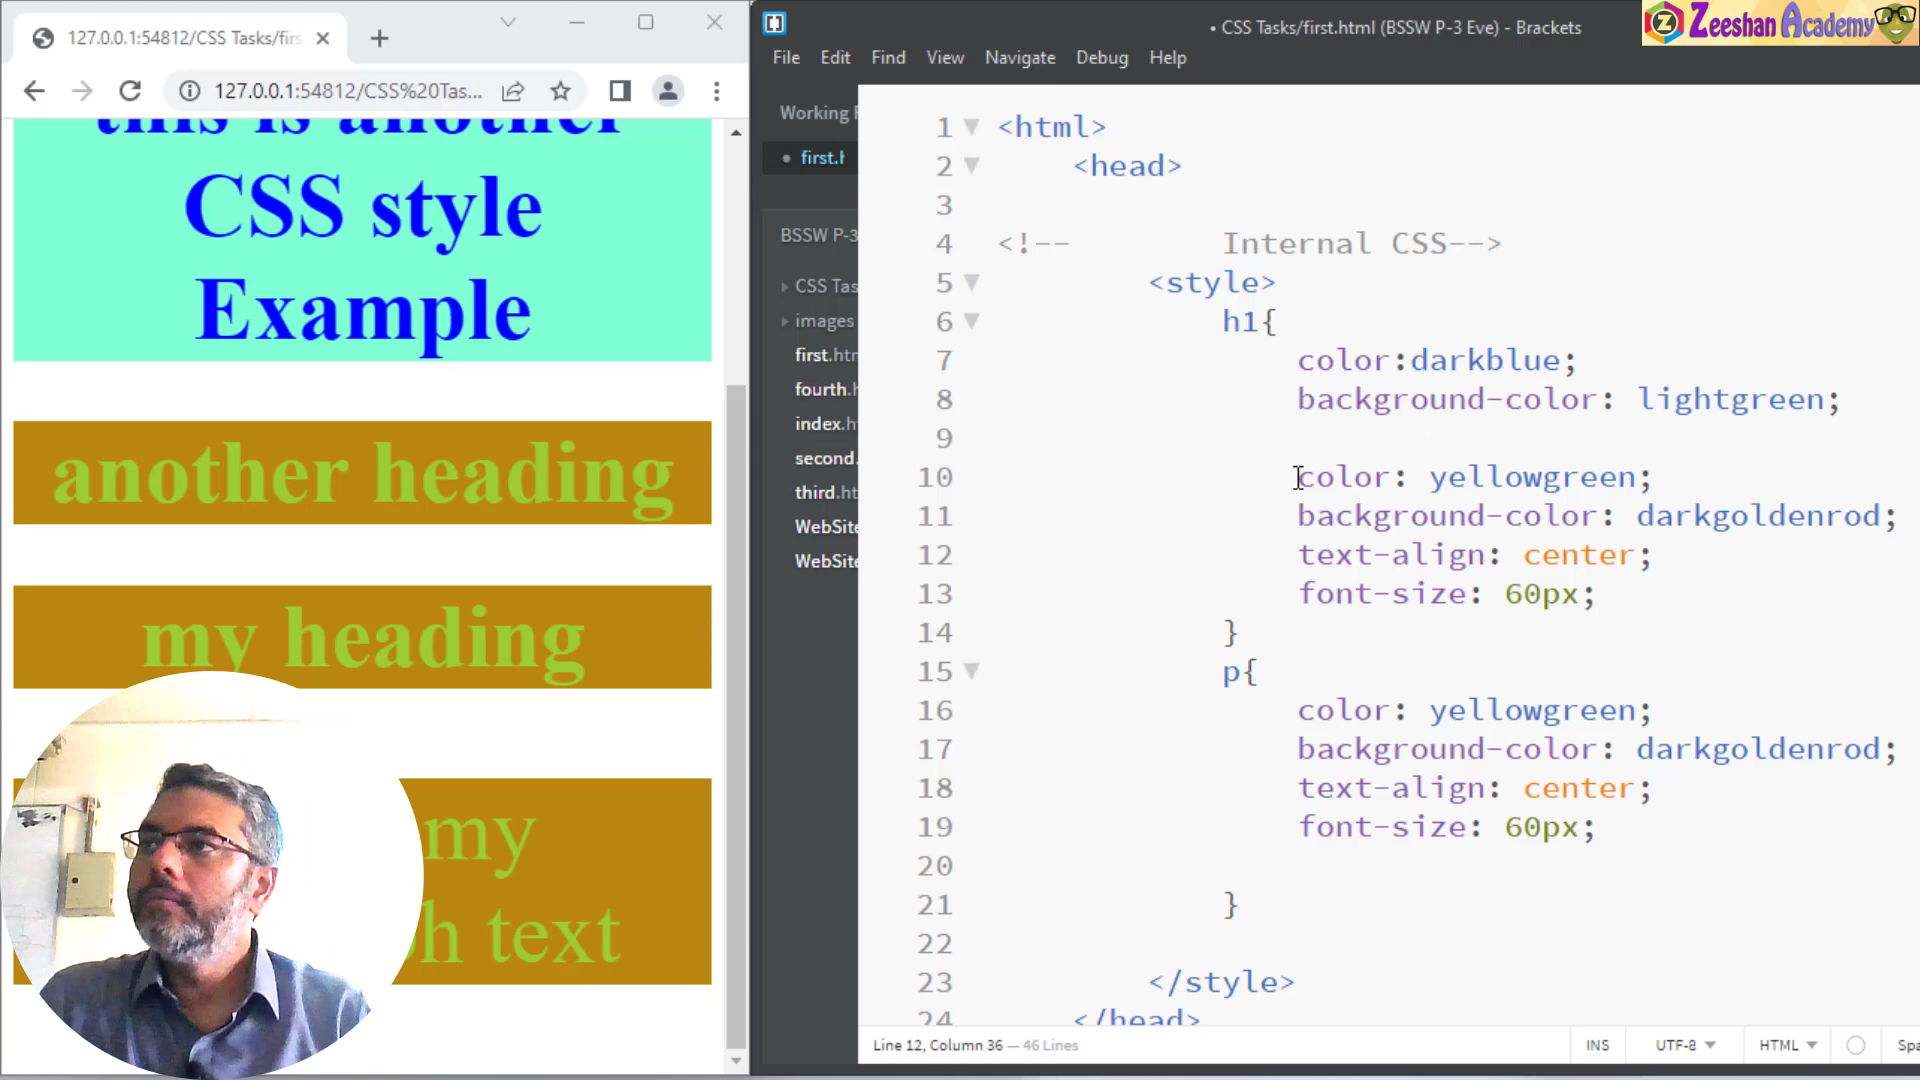 127.0.0.1:54812/CSS Tasks/firs
127.0.0.1:54812/CSS%20Tas...
this is another
CSS style
Example
another heading
my heading
my
h text
• CSS Tasks/first.html (BSSW P-3 Eve) - Brackets
Zeeshan Academy
File Edit Find View Navigate Debug Help
Working F
first.h
BSSW P-3
CSS Tas
images
first.htm
fourth.h
index.h
second.
third.ht
WebSite
WebSite
1 <html>
2 <head>
3
4 <!-- Internal CSS-->
5 <style>
6 h1{
7 color:darkblue;
8 background-color: lightgreen;
9
10 color: yellowgreen;
11 background-color: darkgoldenrod;
12 text-align: center;
13 font-size: 60px;
14 }
15 p{
16 color: yellowgreen;
17 background-color: darkgoldenrod;
18 text-align: center;
19 font-size: 60px;
20
21 }
22
23 </style>
24 </head>
Line 12, Column 36 — 46 Lines
INS UTF-8 HTML Spa